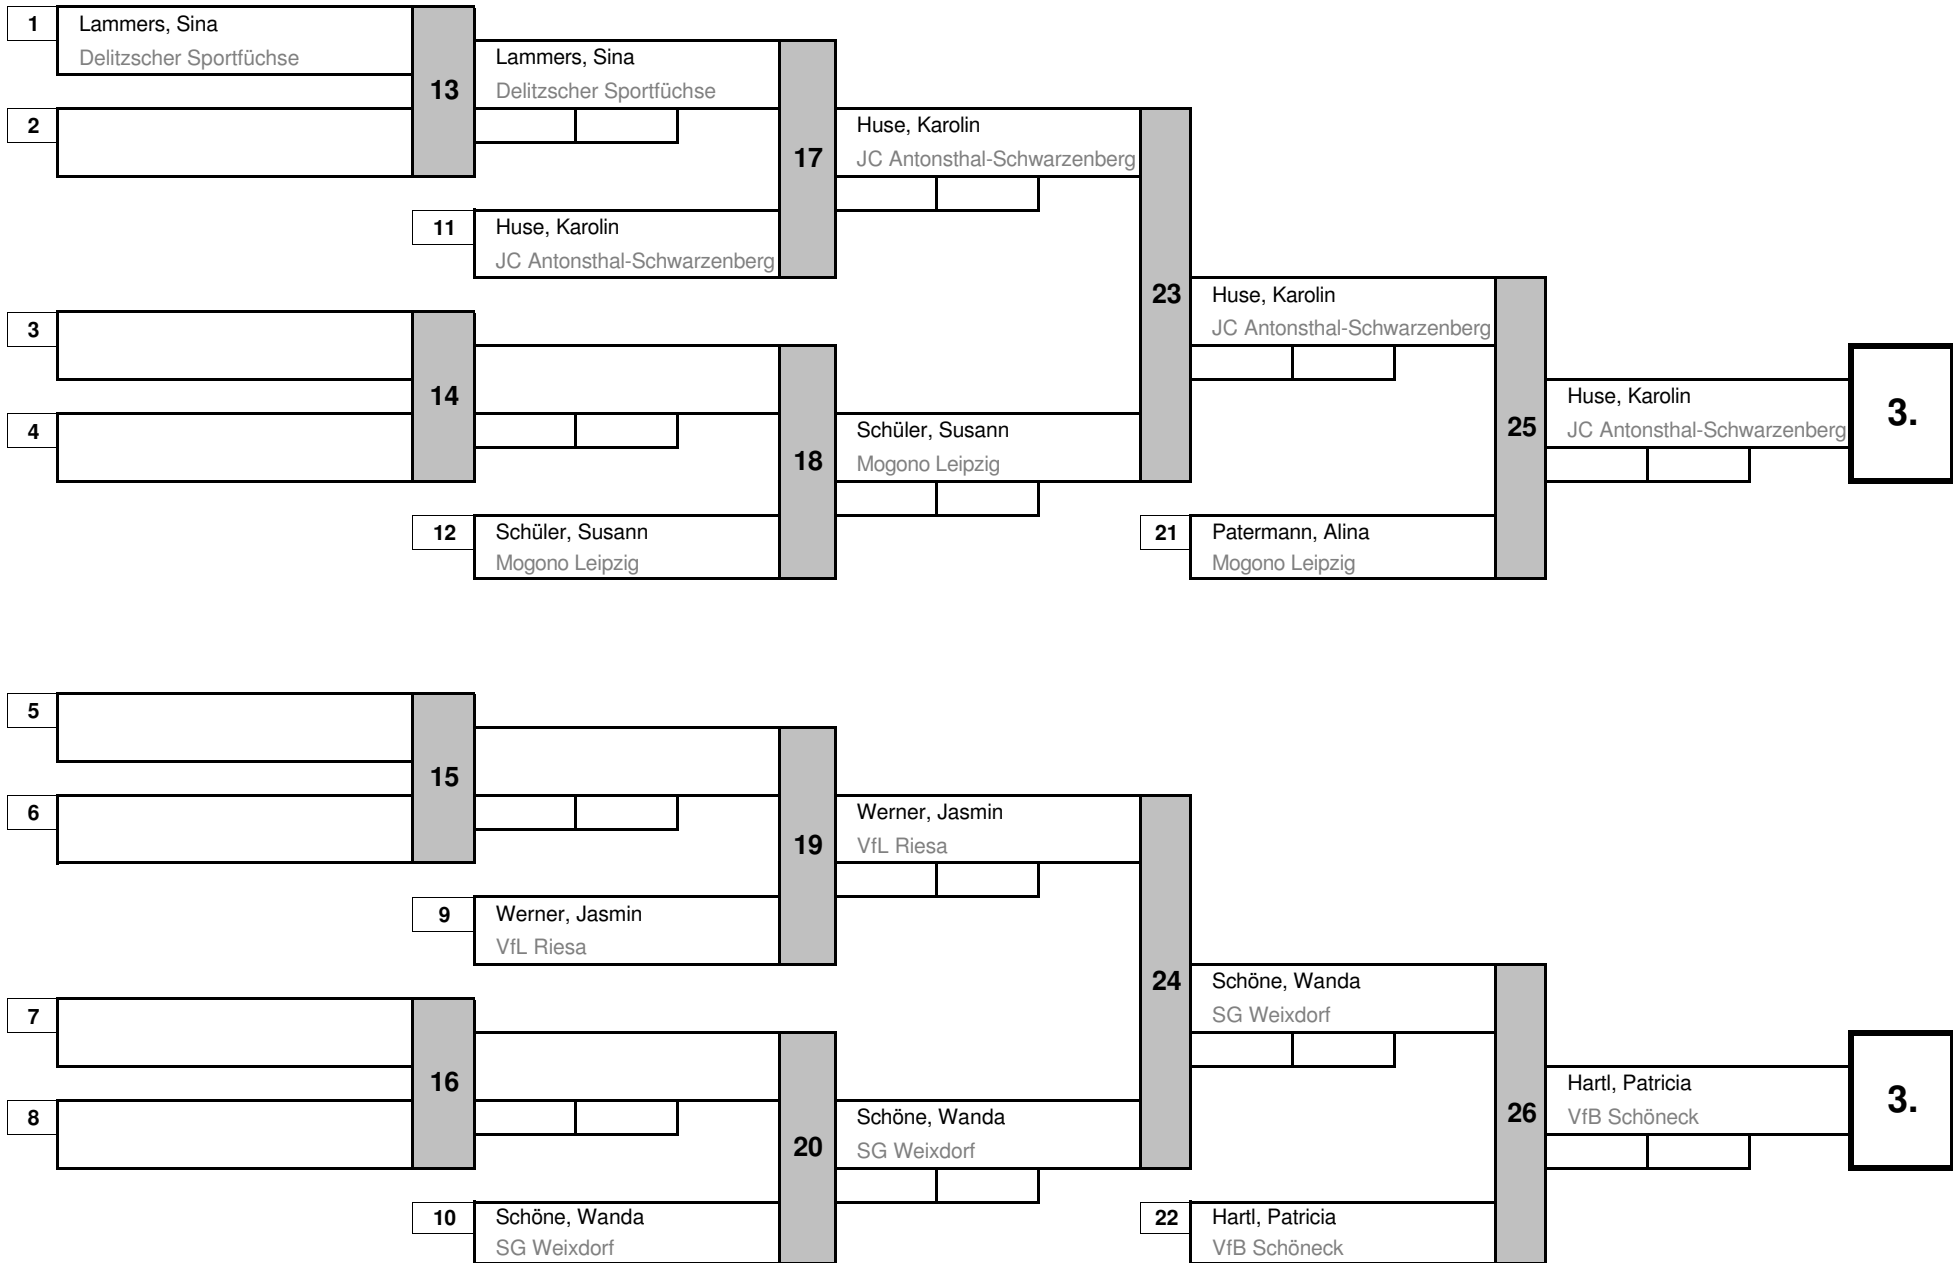 1
Lammers, Sina
Delitzscher Sportfüchse
13
Lammers, Sina
Delitzscher Sportfüchse
2
17
Huse, Karolin
JC Antonsthal-Schwarzenberg
11
Huse, Karolin
JC Antonsthal-Schwarzenberg
23
Huse, Karolin
JC Antonsthal-Schwarzenberg
3
14
4
18
Schüler, Susann
Mogono Leipzig
25
Huse, Karolin
JC Antonsthal-Schwarzenberg
3.
12
Schüler, Susann
Mogono Leipzig
21
Patermann, Alina
Mogono Leipzig
5
15
6
19
Werner, Jasmin
VfL Riesa
9
Werner, Jasmin
VfL Riesa
24
Schöne, Wanda
SG Weixdorf
7
16
8
20
Schöne, Wanda
SG Weixdorf
26
Hartl, Patricia
VfB Schöneck
3.
10
Schöne, Wanda
SG Weixdorf
22
Hartl, Patricia
VfB Schöneck